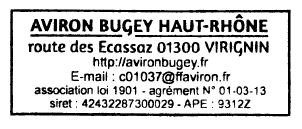 AVIRON BUGEY HAUT-RHÔNE
route des Ecassaz 01300 VIRIGNIN
http://avironbugey.fr
E-mail : c01037@ffaviron.fr
association loi 1901 - agrément N° 01-03-13
siret : 42432287300029 - APE : 9312Z